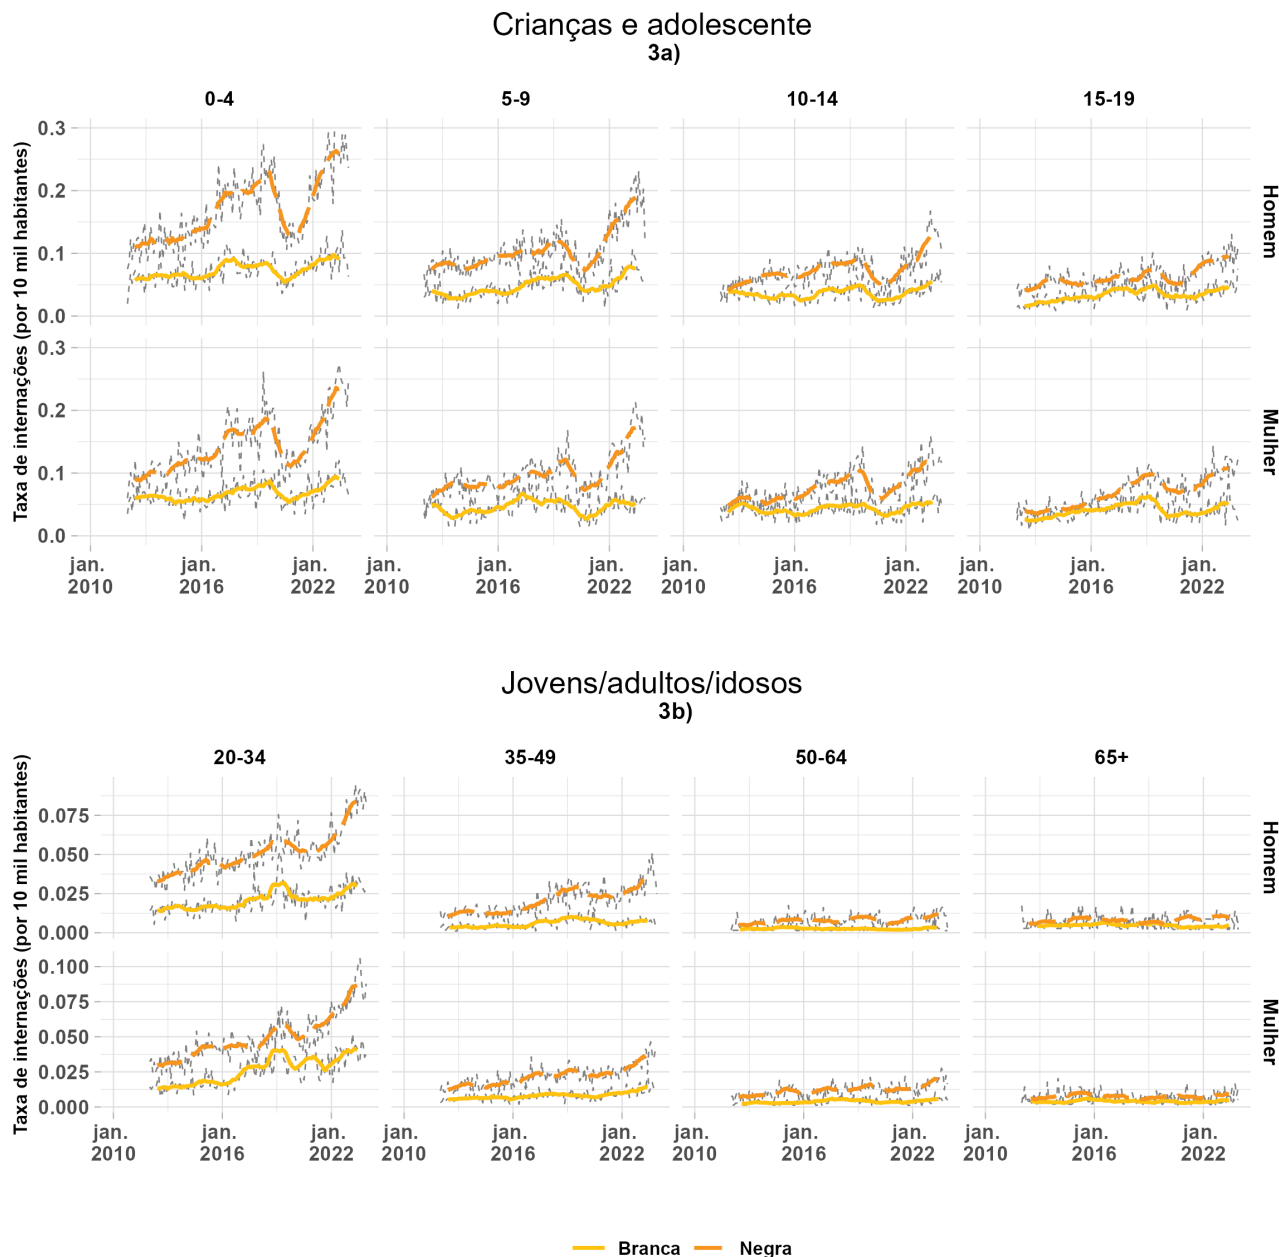 Crianças e adolescente
3a)
0-4 5-9 10-14 15-19
Taxa de internações (por 10 mil habitantes)
0.3
0.2
0.1
0.0
Homem
0.3
0.2
0.1
0.0
Mulher
jan. jan. jan. jan. jan. jan. jan. jan. jan. jan. jan. jan.
2010 2016 2022 2010 2016 2022 2010 2016 2022 2010 2016 2022
Jovens/adultos/idosos
3b)
20-34 35-49 50-64 65+
Taxa de internações (por 10 mil habitantes)
0.075
0.050
0.025
0.000
Homem
0.100
0.075
0.050
0.025
0.000
Mulher
jan. jan. jan. jan. jan. jan. jan. jan. jan. jan. jan. jan.
2010 2016 2022 2010 2016 2022 2010 2016 2022 2010 2016 2022
Branca Negra